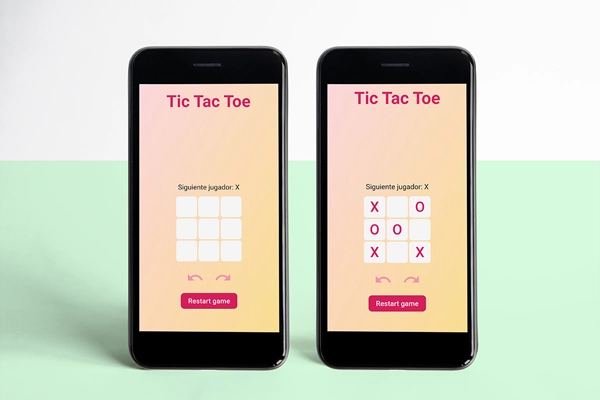 Tic Tac Toe
Siguiente jugador: X
Restart game
Tic Tac Toe
Siguiente jugador: X
X O
O O
X X
Restart game